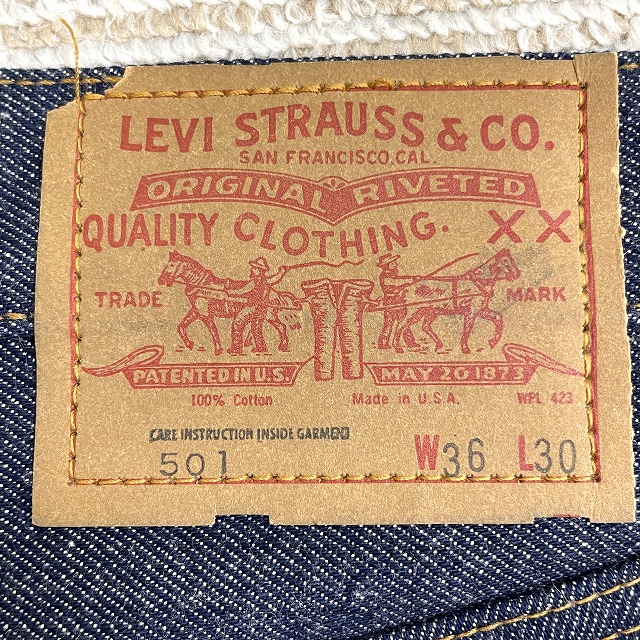 LEVI STRAUSS & CO.
SAN FRANCISCO, CAL.
ORIGINAL RIVETED
QUALITY CLOTHING. XX
TRADE MARK
PATENTED IN U.S. MAY 20 1873
100% Cotton Made in U.S.A. WPL 423
CARE INSTRUCTION INSIDE
501 W36 L30